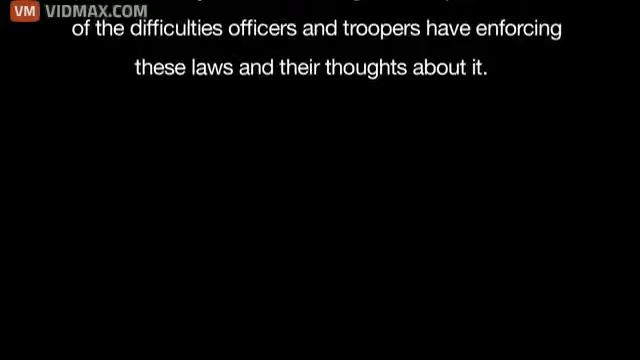 VM VIDMAX.COM
of the difficulties officers and troopers have enforcing
these laws and their thoughts about it.